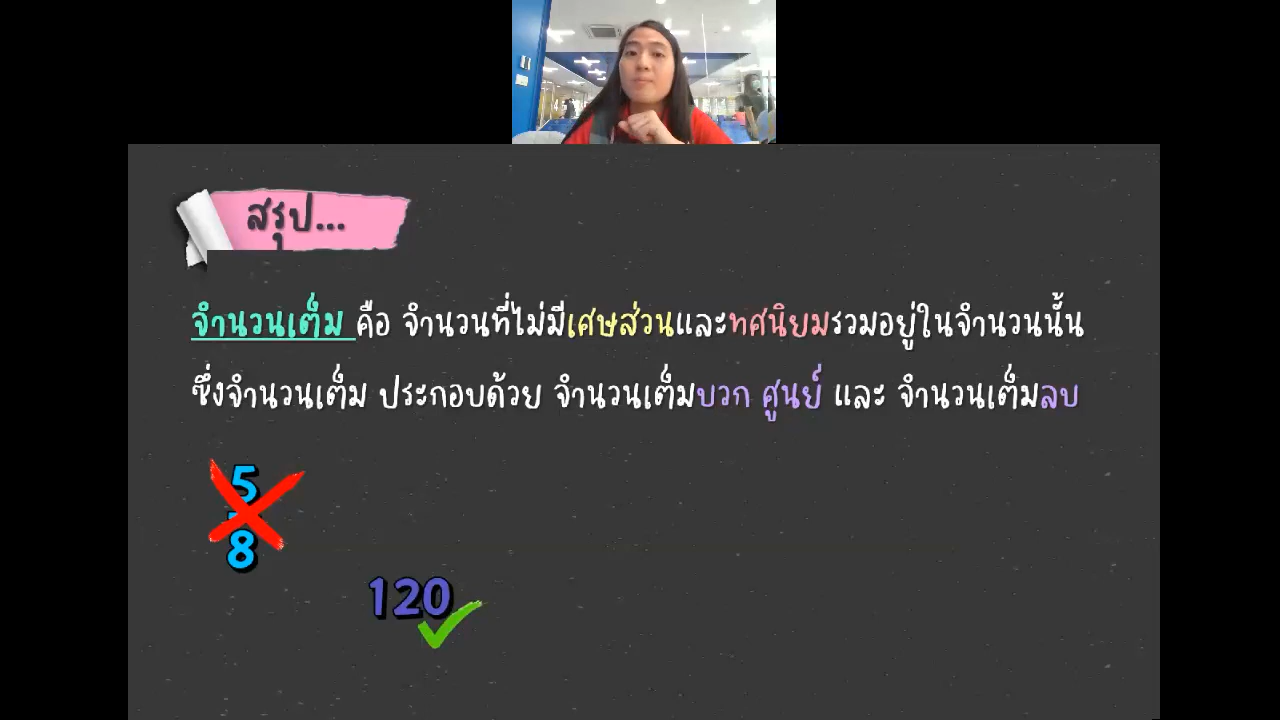 สรุป...
จำนวนเต็ม คือ จำนวนที่ไม่มีเศษส่วนและทศนิยมรวมอยู่ในจำนวนนั้น
ซึ่งจำนวนเต็ม ประกอบด้วย จำนวนเต็มบวก ศูนย์ และ จำนวนเต็มลบ
5
8
120